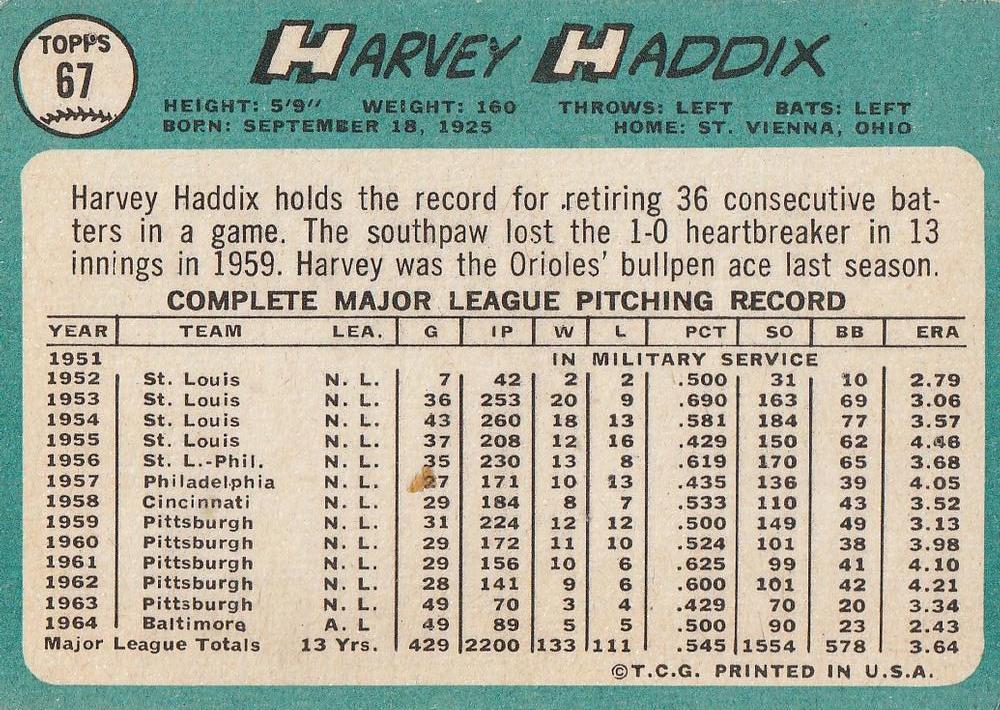 TOPPS
67
HARVEY HADDIX
HEIGHT: 5'9" WEIGHT: 160 THROWS: LEFT BATS: LEFT
BORN: SEPTEMBER 18, 1925 HOME: ST. VIENNA, OHIO
Harvey Haddix holds the record for retiring 36 consecutive bat-
ters in a game. The southpaw lost the 1-0 heartbreaker in 13
innings in 1959. Harvey was the Orioles' bullpen ace last season.
COMPLETE MAJOR LEAGUE PITCHING RECORD
YEAR TEAM LEA. G IP W L PCT SO BB ERA
1951 IN MILITARY SERVICE
1952 St. Louis N. L. 7 42 2 2 .500 31 10 2.79
1953 St. Louis N. L. 36 253 20 9 .690 163 69 3.06
1954 St. Louis N. L. 43 260 18 13 .581 184 77 3.57
1955 St. Louis N. L. 37 208 12 16 .429 150 62 4.46
1956 St. L.-Phil. N. L. 35 230 13 8 .619 170 65 3.68
1957 Philadelphia N. L. 27 171 10 13 .435 136 39 4.05
1958 Cincinnati N. L. 29 184 8 7 .533 110 43 3.52
1959 Pittsburgh N. L. 31 224 12 12 .500 149 49 3.13
1960 Pittsburgh N. L. 29 172 11 10 .524 101 38 3.98
1961 Pittsburgh N. L. 29 156 10 6 .625 99 41 4.10
1962 Pittsburgh N. L. 28 141 9 6 .600 101 42 4.21
1963 Pittsburgh N. L. 49 70 3 4 .429 70 20 3.34
1964 Baltimore A. L 49 89 5 5 .500 90 23 2.43
Major League Totals 13 Yrs. 429 2200 133 111 .545 1554 578 3.64
©T.C.G. PRINTED IN U.S.A.